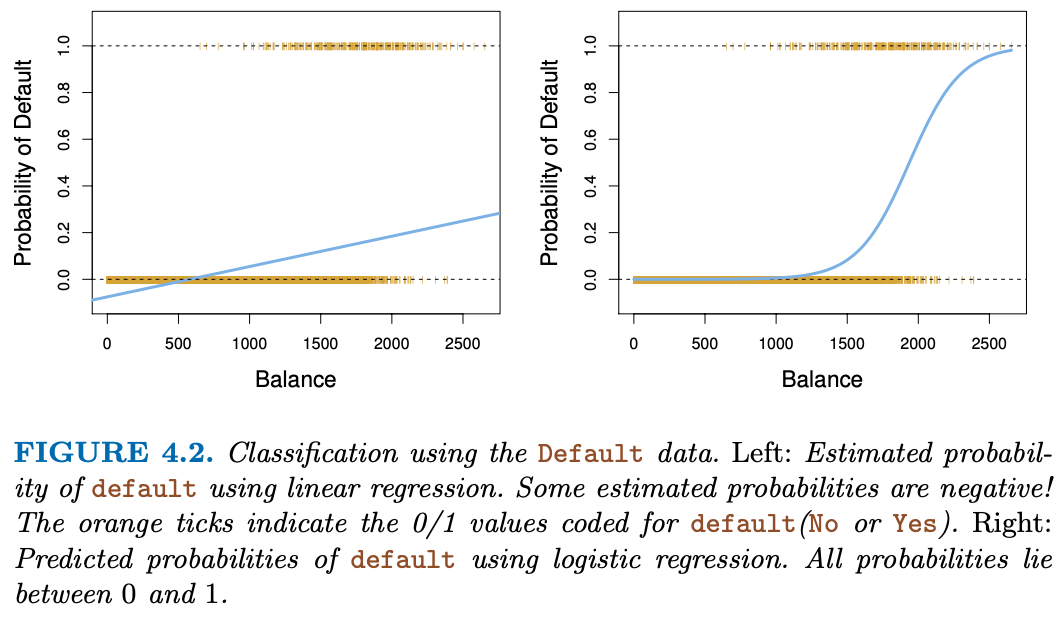 Probability of Default
0.0 0.2 0.4 0.6 0.8 1.0
0 500 1000 1500 2000 2500
Balance
Probability of Default
0.0 0.2 0.4 0.6 0.8 1.0
0 500 1000 1500 2000 2500
Balance
FIGURE 4.2. Classification using the Default data. Left: Estimated probabil-
ity of default using linear regression. Some estimated probabilities are negative!
The orange ticks indicate the 0/1 values coded for default(No or Yes). Right:
Predicted probabilities of default using logistic regression. All probabilities lie
between 0 and 1.